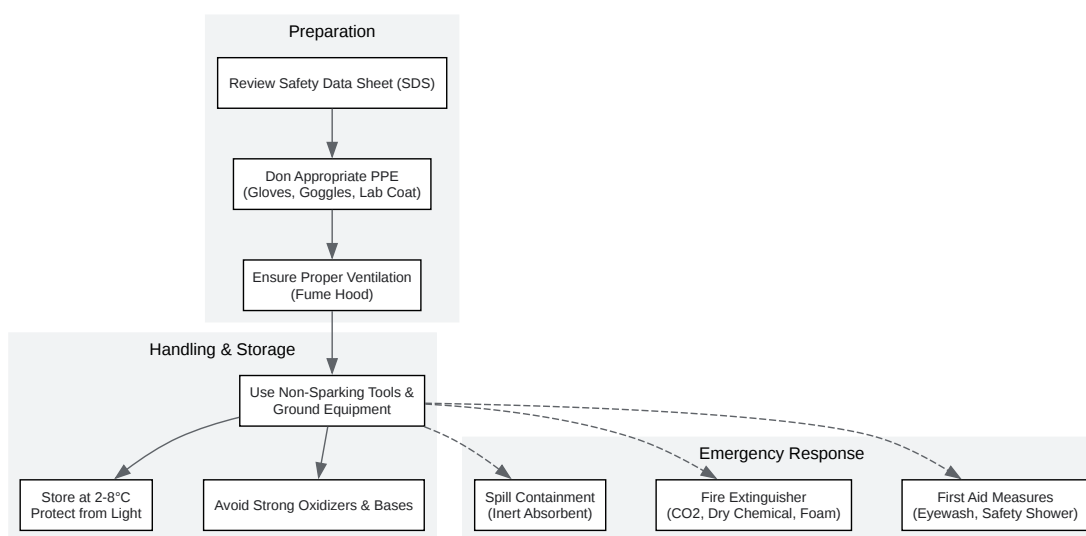 Preparation
Review Safety Data Sheet (SDS)
Don Appropriate PPE
(Gloves, Goggles, Lab Coat)
Ensure Proper Ventilation
(Fume Hood)
Handling & Storage
Use Non-Sparking Tools &
Ground Equipment
Store at 2-8°C
Protect from Light
Avoid Strong Oxidizers & Bases
Emergency Response
Spill Containment
(Inert Absorbent)
Fire Extinguisher
(CO2, Dry Chemical, Foam)
First Aid Measures
(Eyewash, Safety Shower)